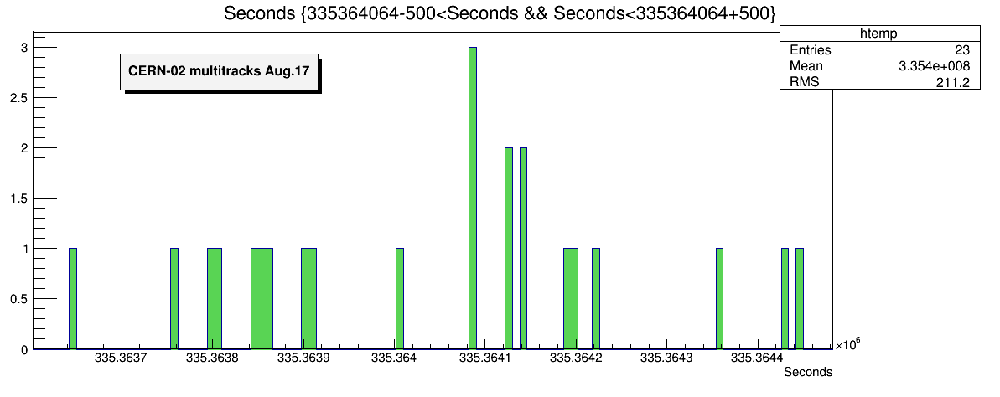 Seconds {335364064-500<Seconds && Seconds<335364064+500}
htemp
Entries 23
Mean 3.354e+008
RMS 211.2
CERN-02 multitracks Aug.17
3
2.5
2
1.5
1
0.5
0
335.3637 335.3638 335.3639 335.364 335.3641 335.3642 335.3643 335.3644
×10⁶
Seconds